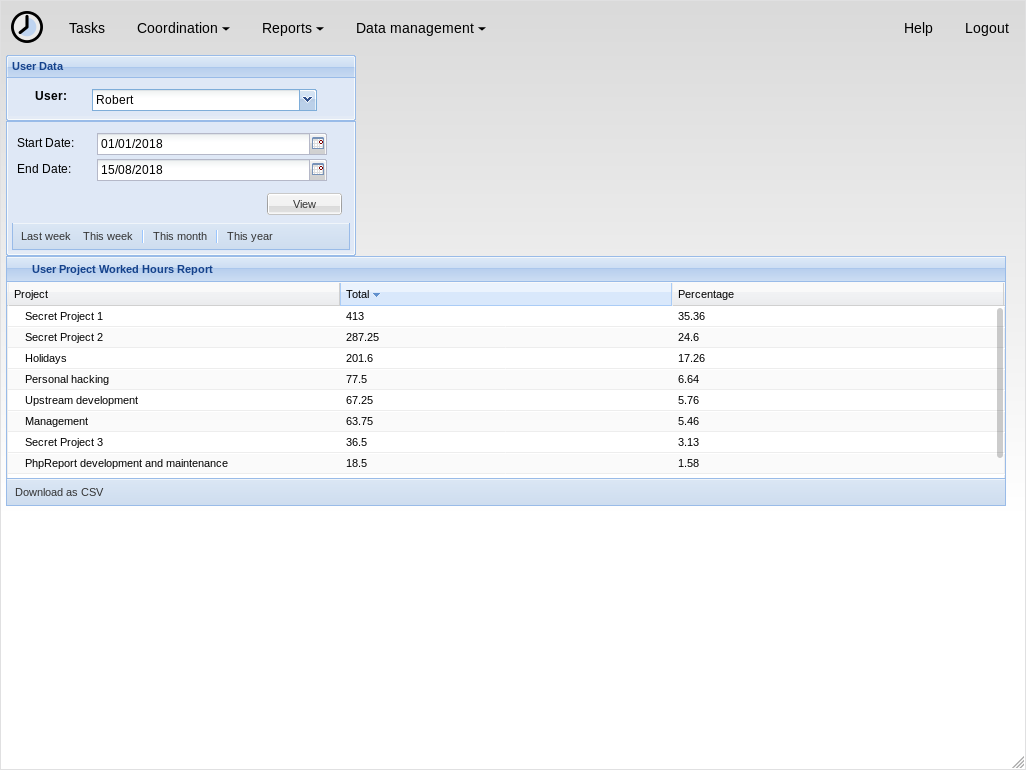 Tasks Coordination Reports Data management Help Logout
User Data
User: Robert
Start Date: 01/01/2018
End Date: 15/08/2018
View
Last week This week This month This year
User Project Worked Hours Report
Project Total Percentage
Secret Project 1 413 35.36
Secret Project 2 287.25 24.6
Holidays 201.6 17.26
Personal hacking 77.5 6.64
Upstream development 67.25 5.76
Management 63.75 5.46
Secret Project 3 36.5 3.13
PhpReport development and maintenance 18.5 1.58
Download as CSV